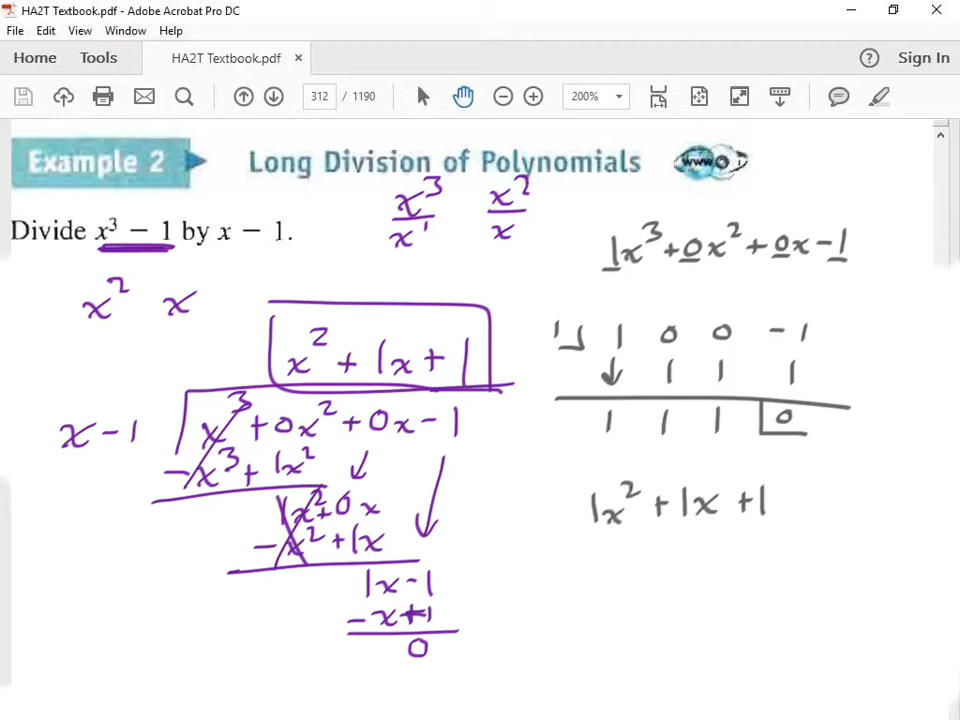 HA2T Textbook.pdf - Adobe Acrobat Pro DC
File Edit View Window Help
Home Tools HA2T Textbook.pdf × Sign In
312 / 1190 200%
Example 2 Long Division of Polynomials www
Divide x³ − 1 by x − 1.
x³/x¹ x²/x
1x³+0x²+0x-1
x² x
x² + 1x + 1
x-1 x³+0x²+0x-1
-x³+1x²
1x²+0x
-x²+1x
1x-1
-x+1
0
1 1 0 0 -1
↓ 1 1 1
1 1 1 0
1x²+1x+1